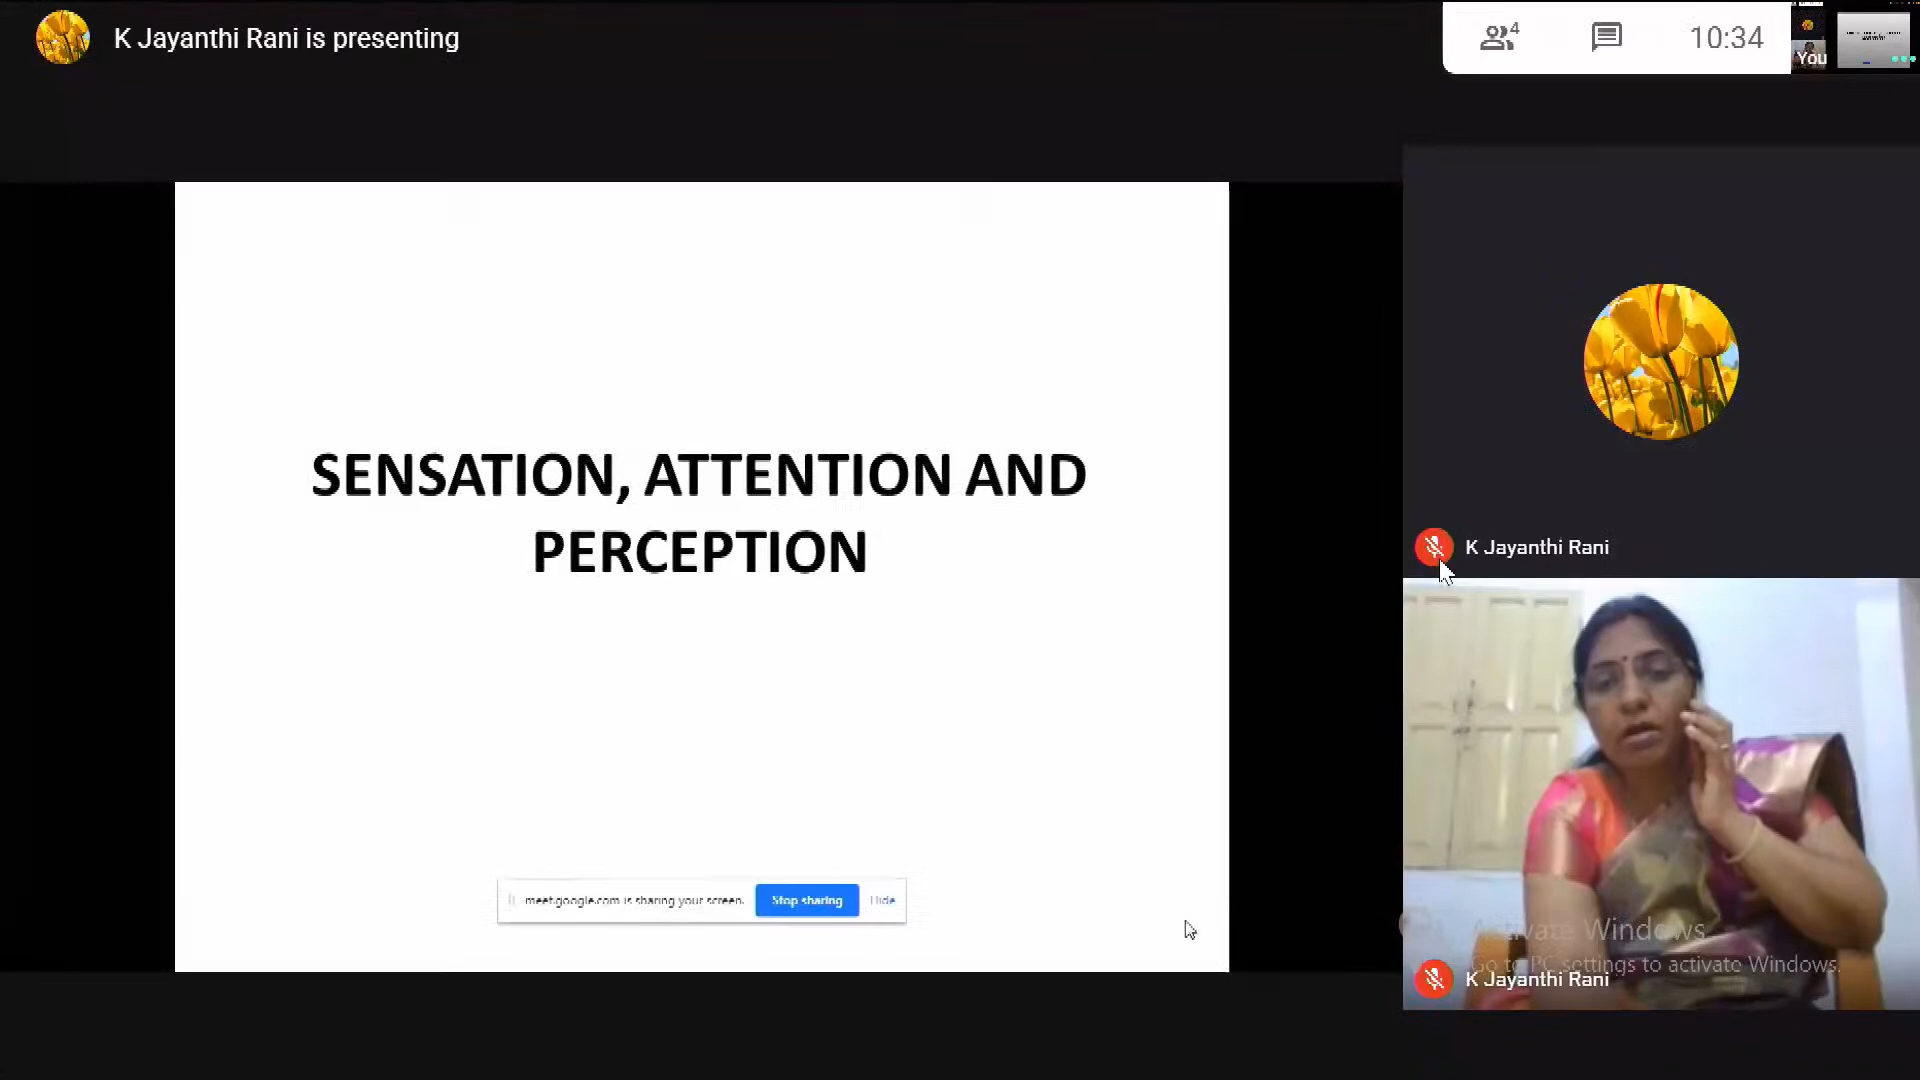 K Jayanthi Rani is presenting
4
10:34
You
SENSATION, ATTENTION AND
PERCEPTION
meet.google.com is sharing your screen.
Stop sharing
Hide
K Jayanthi Rani
Activate Windows
Go to PC settings to activate Windows.
K Jayanthi Rani